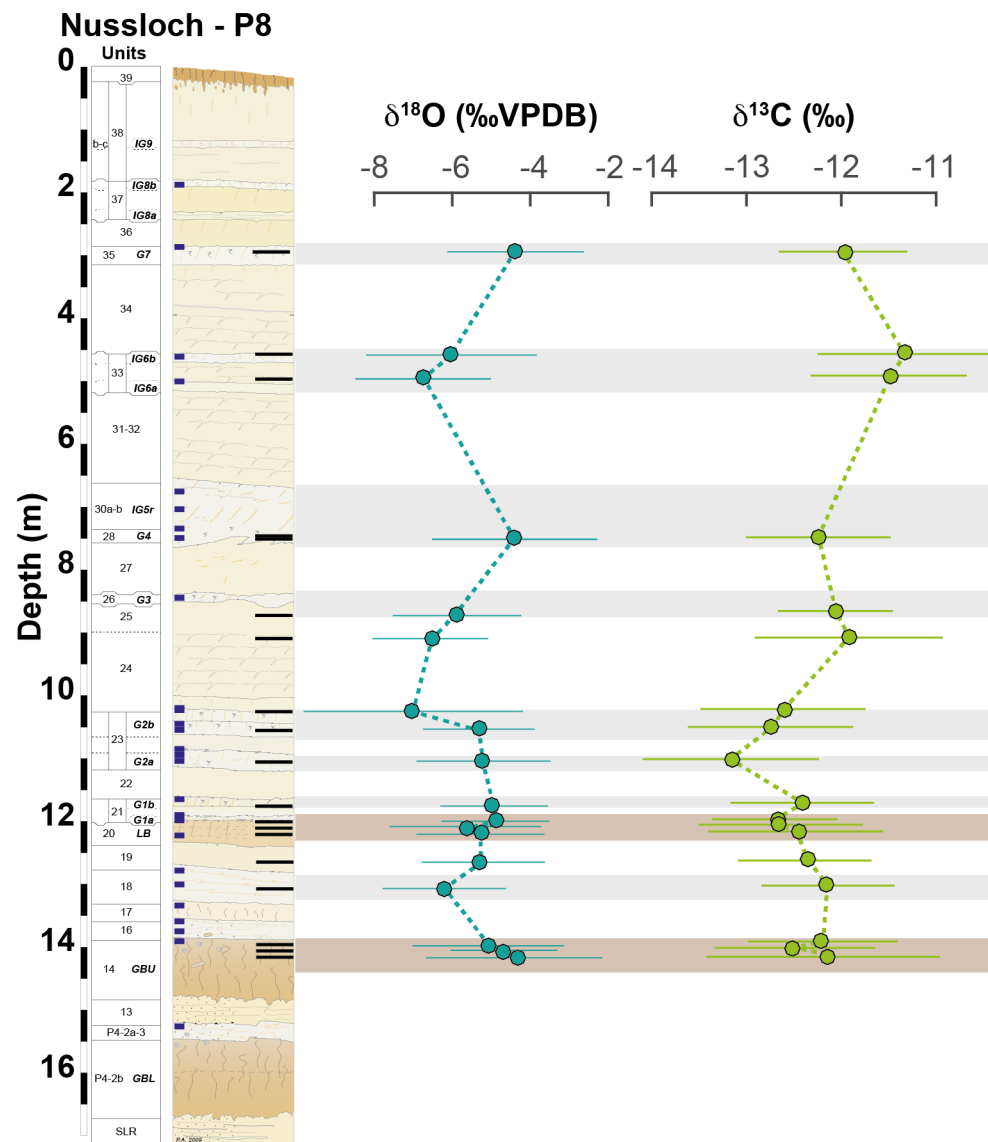 Nussloch - P8
Units
δ18O (‰VPDB)
δ13C (‰)
-8 -6 -4 -2
-14 -13 -12 -11
Depth (m)
0
2
4
6
8
10
12
14
16
39
38
b-c
IG9
IG8b
37
IG8a
36
35 G7
34
IG6b
33
IG6a
31-32
30a-b IG5r
28 G4
27
26 G3
25
24
G2b
23
G2a
22
G1b
21
G1a
20 LB
19
18
17
16
14 GBU
13
P4-2a-3
P4-2b GBL
SLR
P.A. 2009